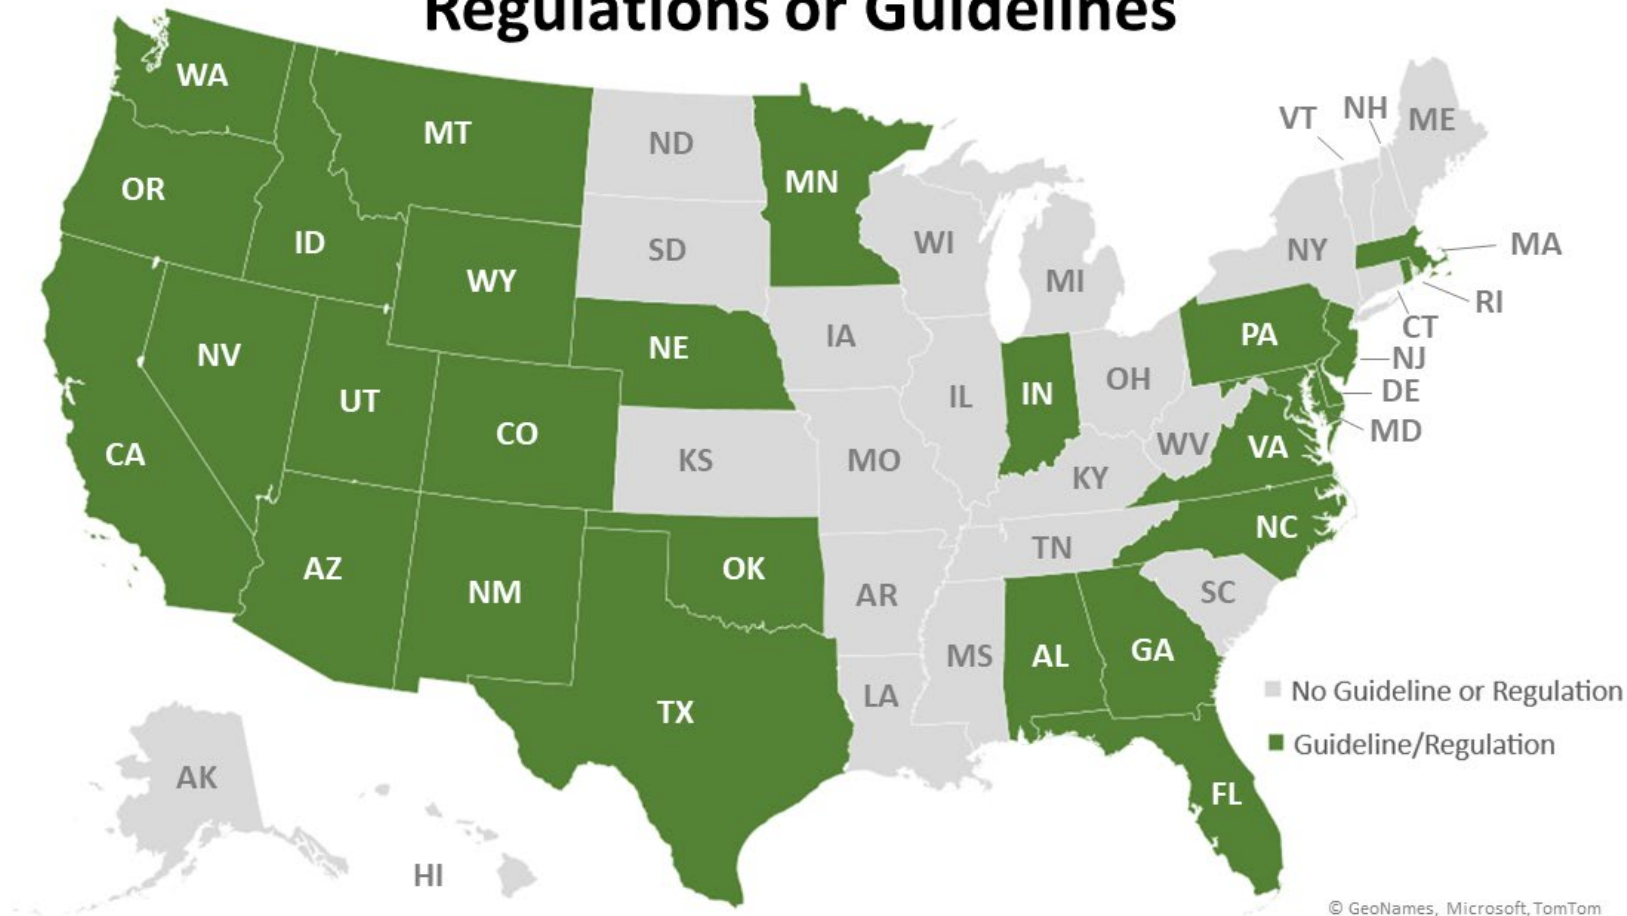 Regulations or Guidelines
WA
MT
ND
MN
VT
NH
ME
OR
ID
WY
SD
WI
MI
NY
MA
RI
CT
NV
UT
CO
NE
IA
IL
IN
OH
PA
NJ
DE
MD
CA
KS
MO
KY
WV
VA
AZ
NM
OK
AR
TN
NC
SC
TX
LA
MS
AL
GA
FL
AK
HI
No Guideline or Regulation
Guideline/Regulation
© GeoNames, Microsoft, TomTom